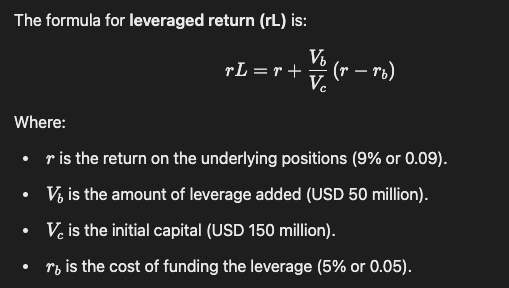 The formula for leveraged return (rL) is:
rL = r + \frac{V_b}{V_c} (r − r_b)
Where:
• r is the return on the underlying positions (9% or 0.09).
• V_b is the amount of leverage added (USD 50 million).
• V_c is the initial capital (USD 150 million).
• r_b is the cost of funding the leverage (5% or 0.05).